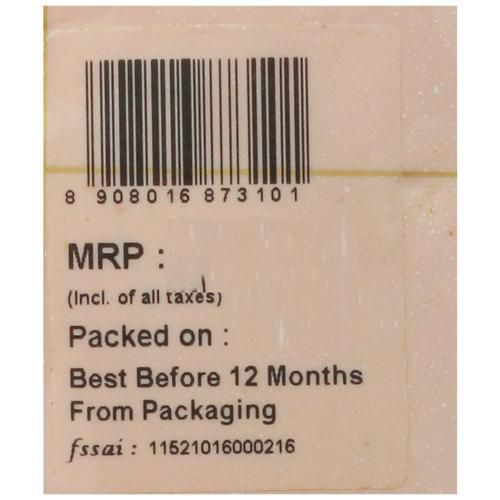 8 908016 873101
MRP :
(Incl. of all taxes)
Packed on :
Best Before 12 Months
From Packaging
fssai : 11521016000216